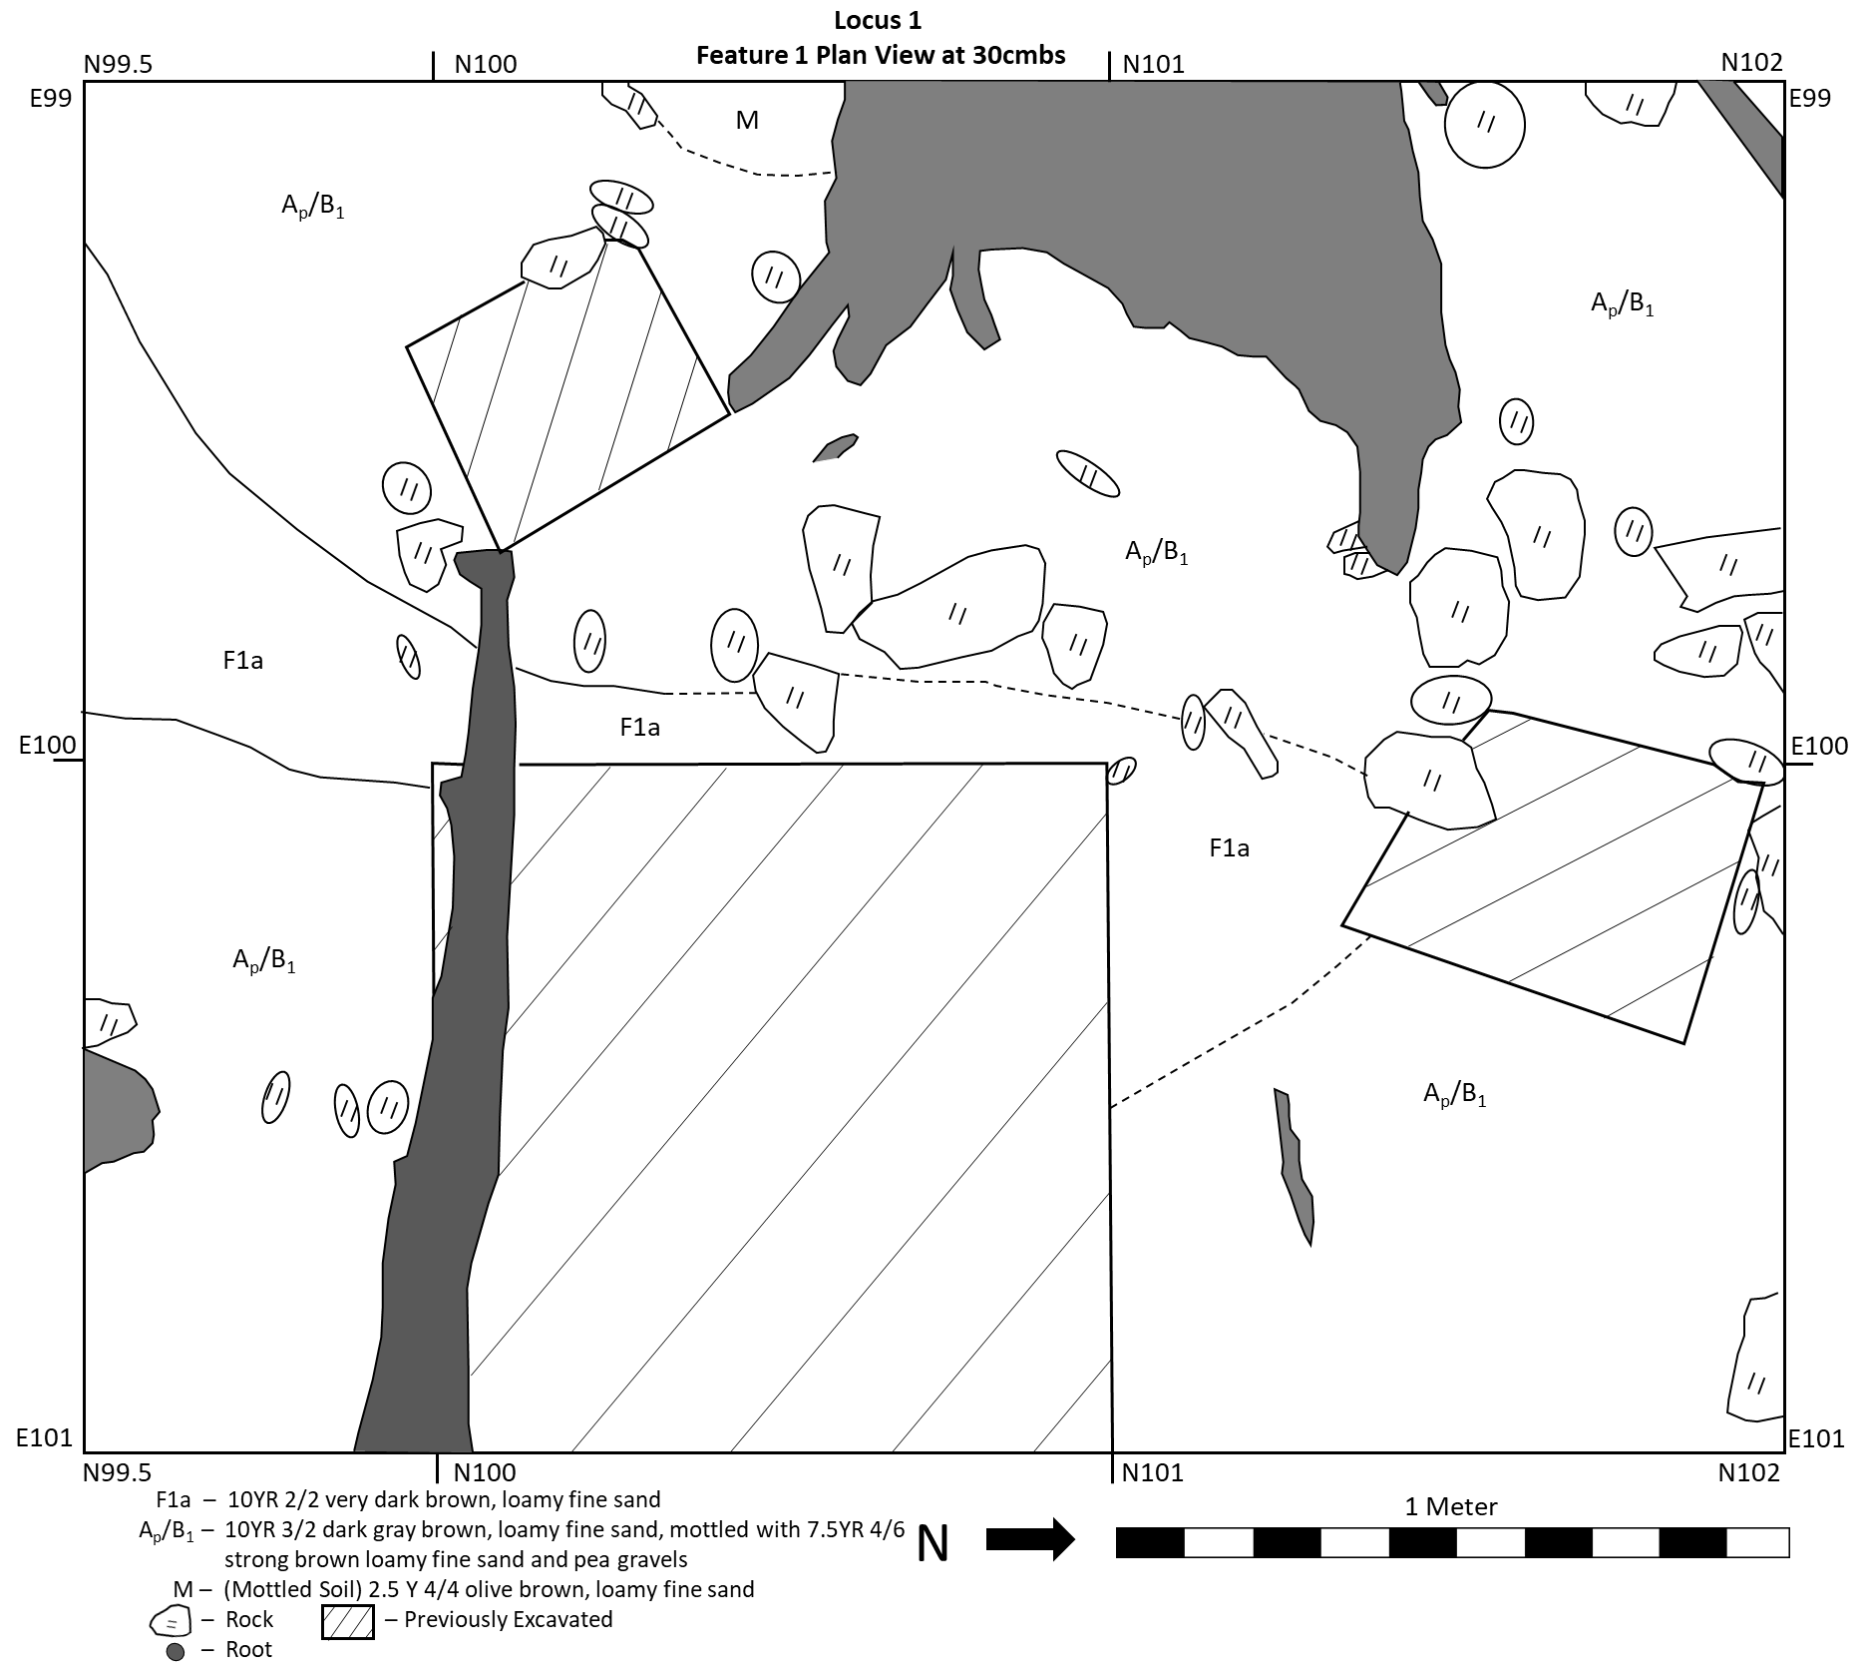 Locus 1
Feature 1 Plan View at 30cmbs
N99.5 N100 N101 N102
E99 E99
M
Ap/B1
Ap/B1
Ap/B1
F1a
F1a
E100 E100
F1a
Ap/B1
Ap/B1
E101 E101
N99.5 N100 N101 N102
F1a – 10YR 2/2 very dark brown, loamy fine sand
Ap/B1 – 10YR 3/2 dark gray brown, loamy fine sand, mottled with 7.5YR 4/6
strong brown loamy fine sand and pea gravels
M – (Mottled Soil) 2.5 Y 4/4 olive brown, loamy fine sand
– Rock – Previously Excavated
– Root
N
1 Meter